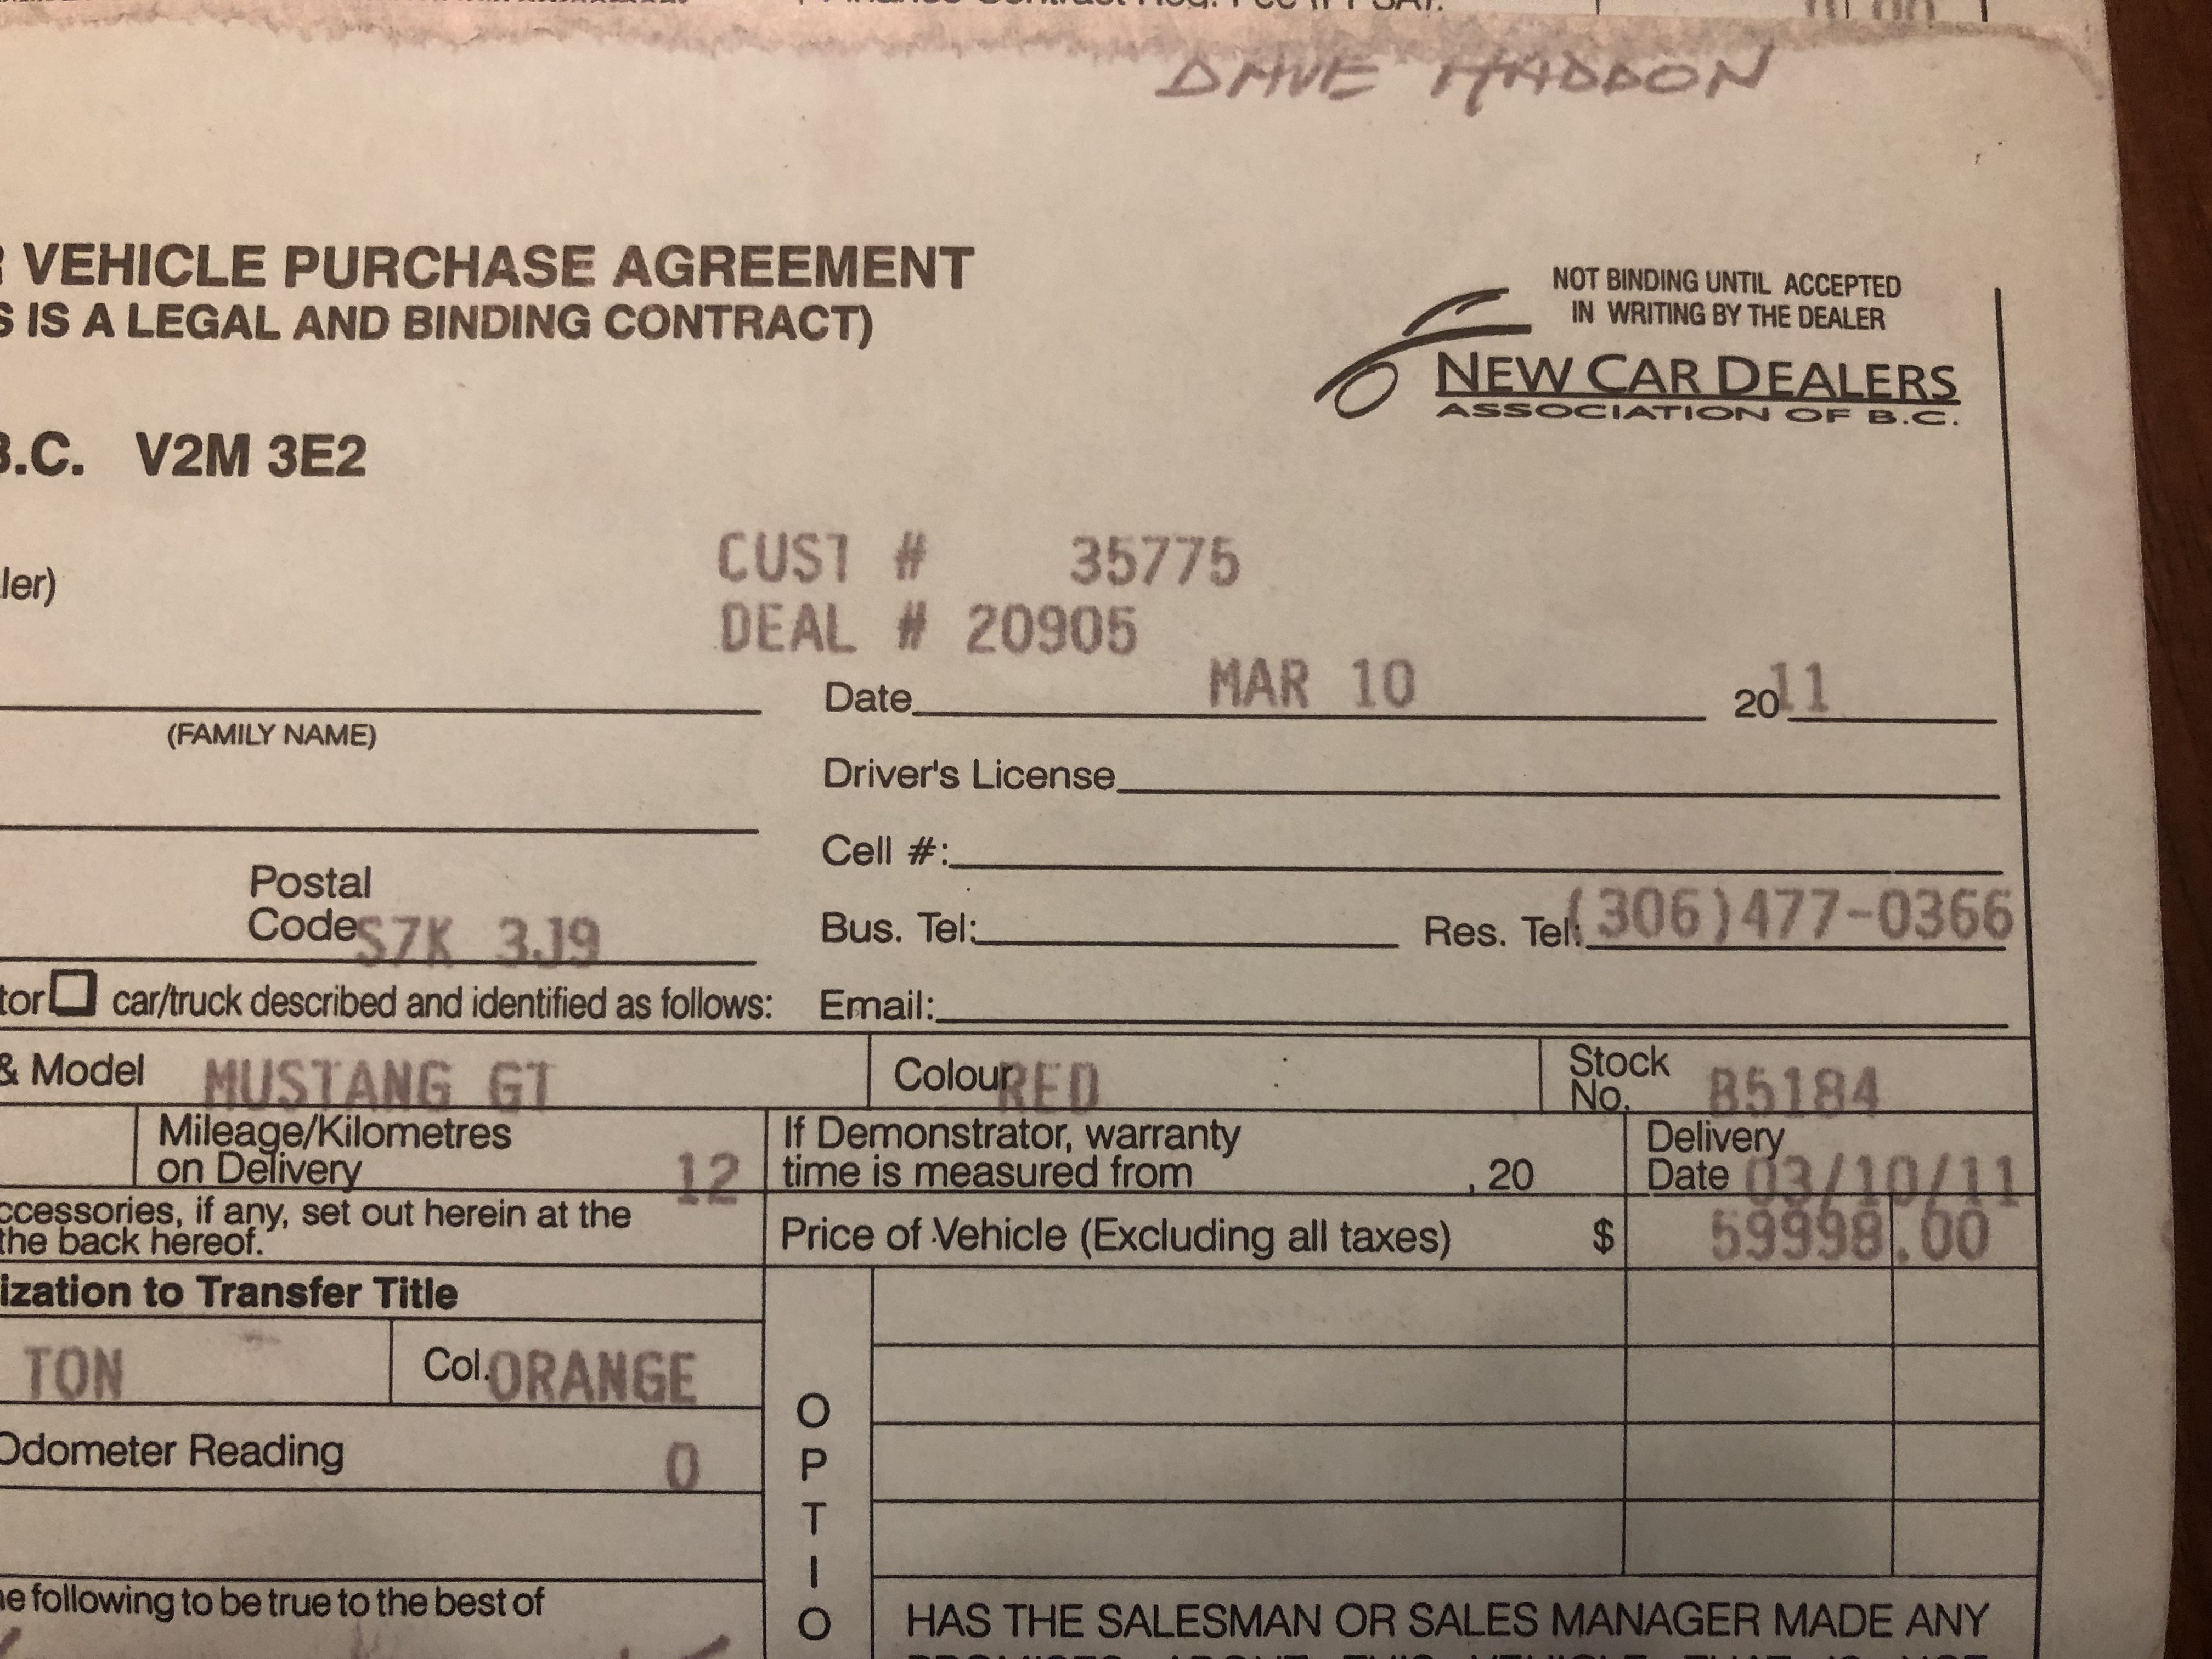 DAVE HADDON
VEHICLE PURCHASE AGREEMENT
IS A LEGAL AND BINDING CONTRACT)
NOT BINDING UNTIL ACCEPTED
IN WRITING BY THE DEALER
NEW CAR DEALERS
ASSOCIATION OF B.C.
B.C. V2M 3E2
CUST # 35775
ler)
DEAL # 20905
Date MAR 10 2011
(FAMILY NAME)
Driver's License
Cell #:
Postal
Code S7K 3J9
Bus. Tel: Res. Tel: (306)477-0366
tor car/truck described and identified as follows: Email:
& Model MUSTANG GT Colour RED Stock No. B5184
Mileage/Kilometres
on Delivery 12
If Demonstrator, warranty
time is measured from , 20
Delivery
Date 03/10/11
ccessories, if any, set out herein at the
the back hereof.
Price of Vehicle (Excluding all taxes) $ 59998.00
ization to Transfer Title
TON Col. ORANGE
Odometer Reading 0
OPTIO
he following to be true to the best of
HAS THE SALESMAN OR SALES MANAGER MADE ANY